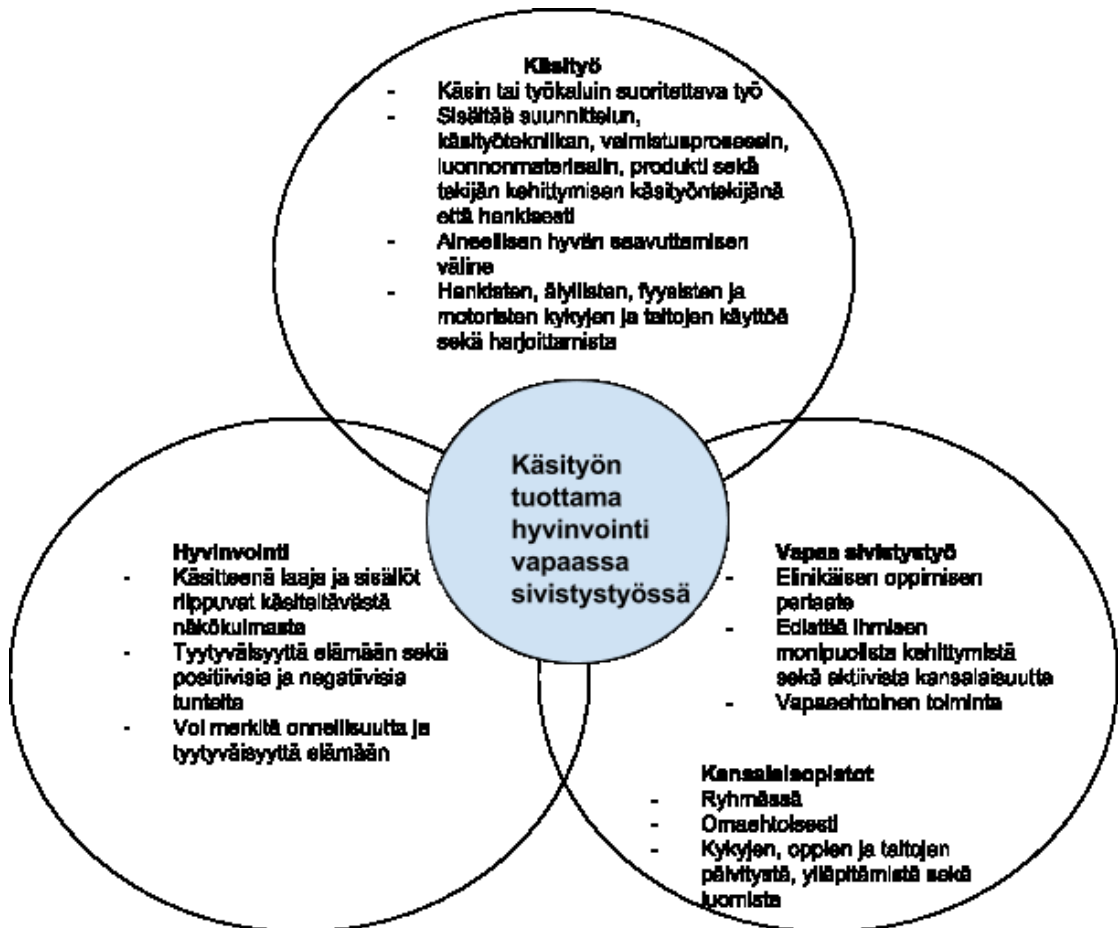 Käsityö
- Käsin tai työkaluin suoritettava työ
- Sisältää suunnittelun,
käsityötekniikan, valmistusprosessin,
luonnonmateriaalin, produkti sekä
tekijän kehittymisen käsityöntekijänä
että henkisesti
- Aineellisen hyvän saavuttamisen
väline
- Henkisten, älyllisten, fyysisten ja
motoristen kykyjen ja taitojen käyttöä
sekä harjoittamista
Käsityön
tuottama
hyvinvointi
vapaassa
sivistystyössä
Hyvinvointi
- Käsitteenä laaja ja sisällöt
riippuvat käsiteltävästä
näkökulmasta
- Tyytyväisyyttä elämään sekä
positiivisia ja negatiivisia
tunteita
- Voi merkitä onnellisuutta ja
tyytyväisyyttä elämään
Vapaa sivistystyö
- Elinikäisen oppimisen
periaate
- Edistää ihmisen
monipuolista kehittymistä
sekä aktiivista kansalaisuutta
- Vapaaehtoinen toiminta
Kansalaisopistot
- Ryhmässä
- Omaehtoisesti
- Kykyjen, oppien ja taitojen
päivitystä, ylläpitämistä sekä
luomista